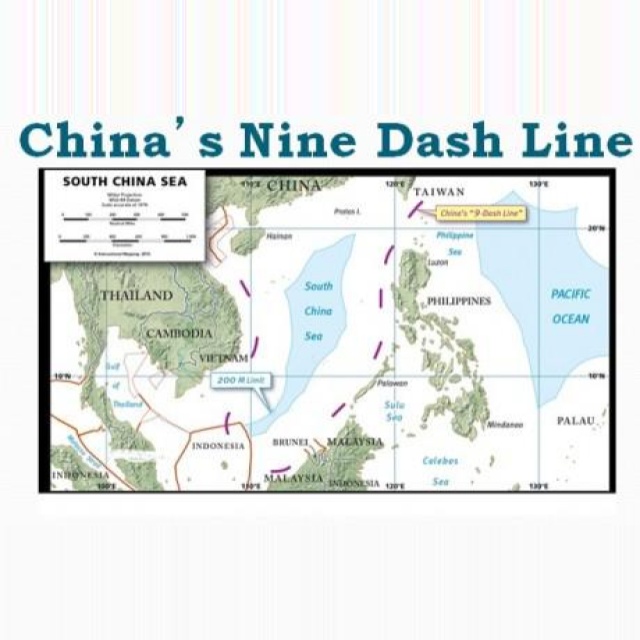 China's Nine Dash Line
SOUTH CHINA SEA
110°E
CHINA
120°E
TAIWAN
130°E
Pratas I.
China's "9-Dash Line"
Hainan
20°N
Philippine
Sea
Luzon
South
China
Sea
THAILAND
PHILIPPINES
PACIFIC
OCEAN
CAMBODIA
VIETNAM
Gulf
of
Thailand
200 M Limit
10°N
10°N
Palawan
Sulu
Sea
Mindanao
PALAU
INDONESIA
BRUNEI
MALAYSIA
Celebes
Sea
INDONESIA
MALAYSIA
INDONESIA
100°E
110°E
120°E
130°E